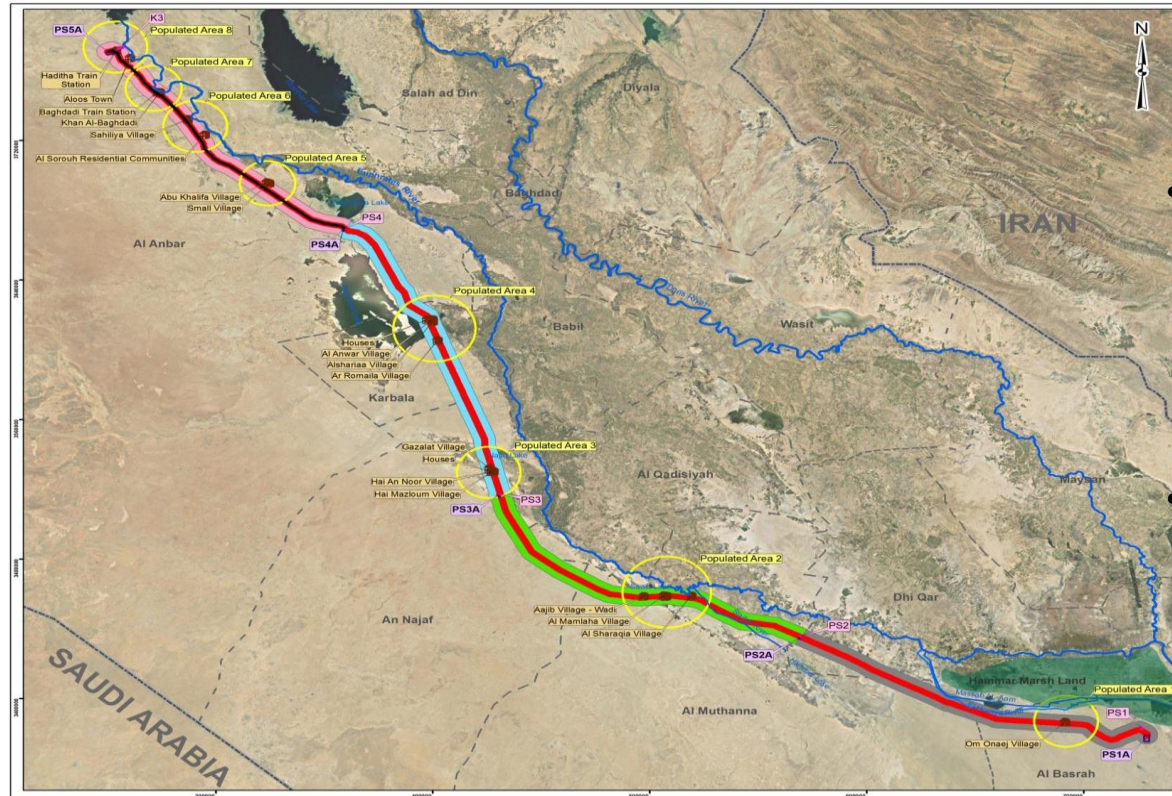 N
PS5A
K3
Populated Area 8
Populated Area 7
Haditha Train
Station
Aloos Town
Baghdadi Train Station
Khan Al-Baghdadi
Sahiliya Village
Populated Area 6
Al Sorouh Residential Communities
Populated Area 5
Abu Khalifa Village
Small Village
Salah ad Din
Diyala
Euphrates River
Baghdad
IRAN
Al Anbar
PS4A
PS4
Populated Area 4
Tigris River
Houses
Al Anwar Village
Alshariaa Village
Ar Romaila Village
Babil
Wasit
Karbala
Gazalat Village
Populated Area 3
Houses
Hai An Noor Village
Hai Mazloum Village
Al Qadisiyah
Maysan
PS3A
PS3
Populated Area 2
Aajib Village - Wadi
Al Mamlaha Village
Al Sharaqia Village
An Najaf
Dhi Qar
PS2
PS2A
SAUDI ARABIA
Hammar Marsh Land
Populated Area 1
PS1
Al Muthanna
Om Onaej Village
PS1A
Al Basrah